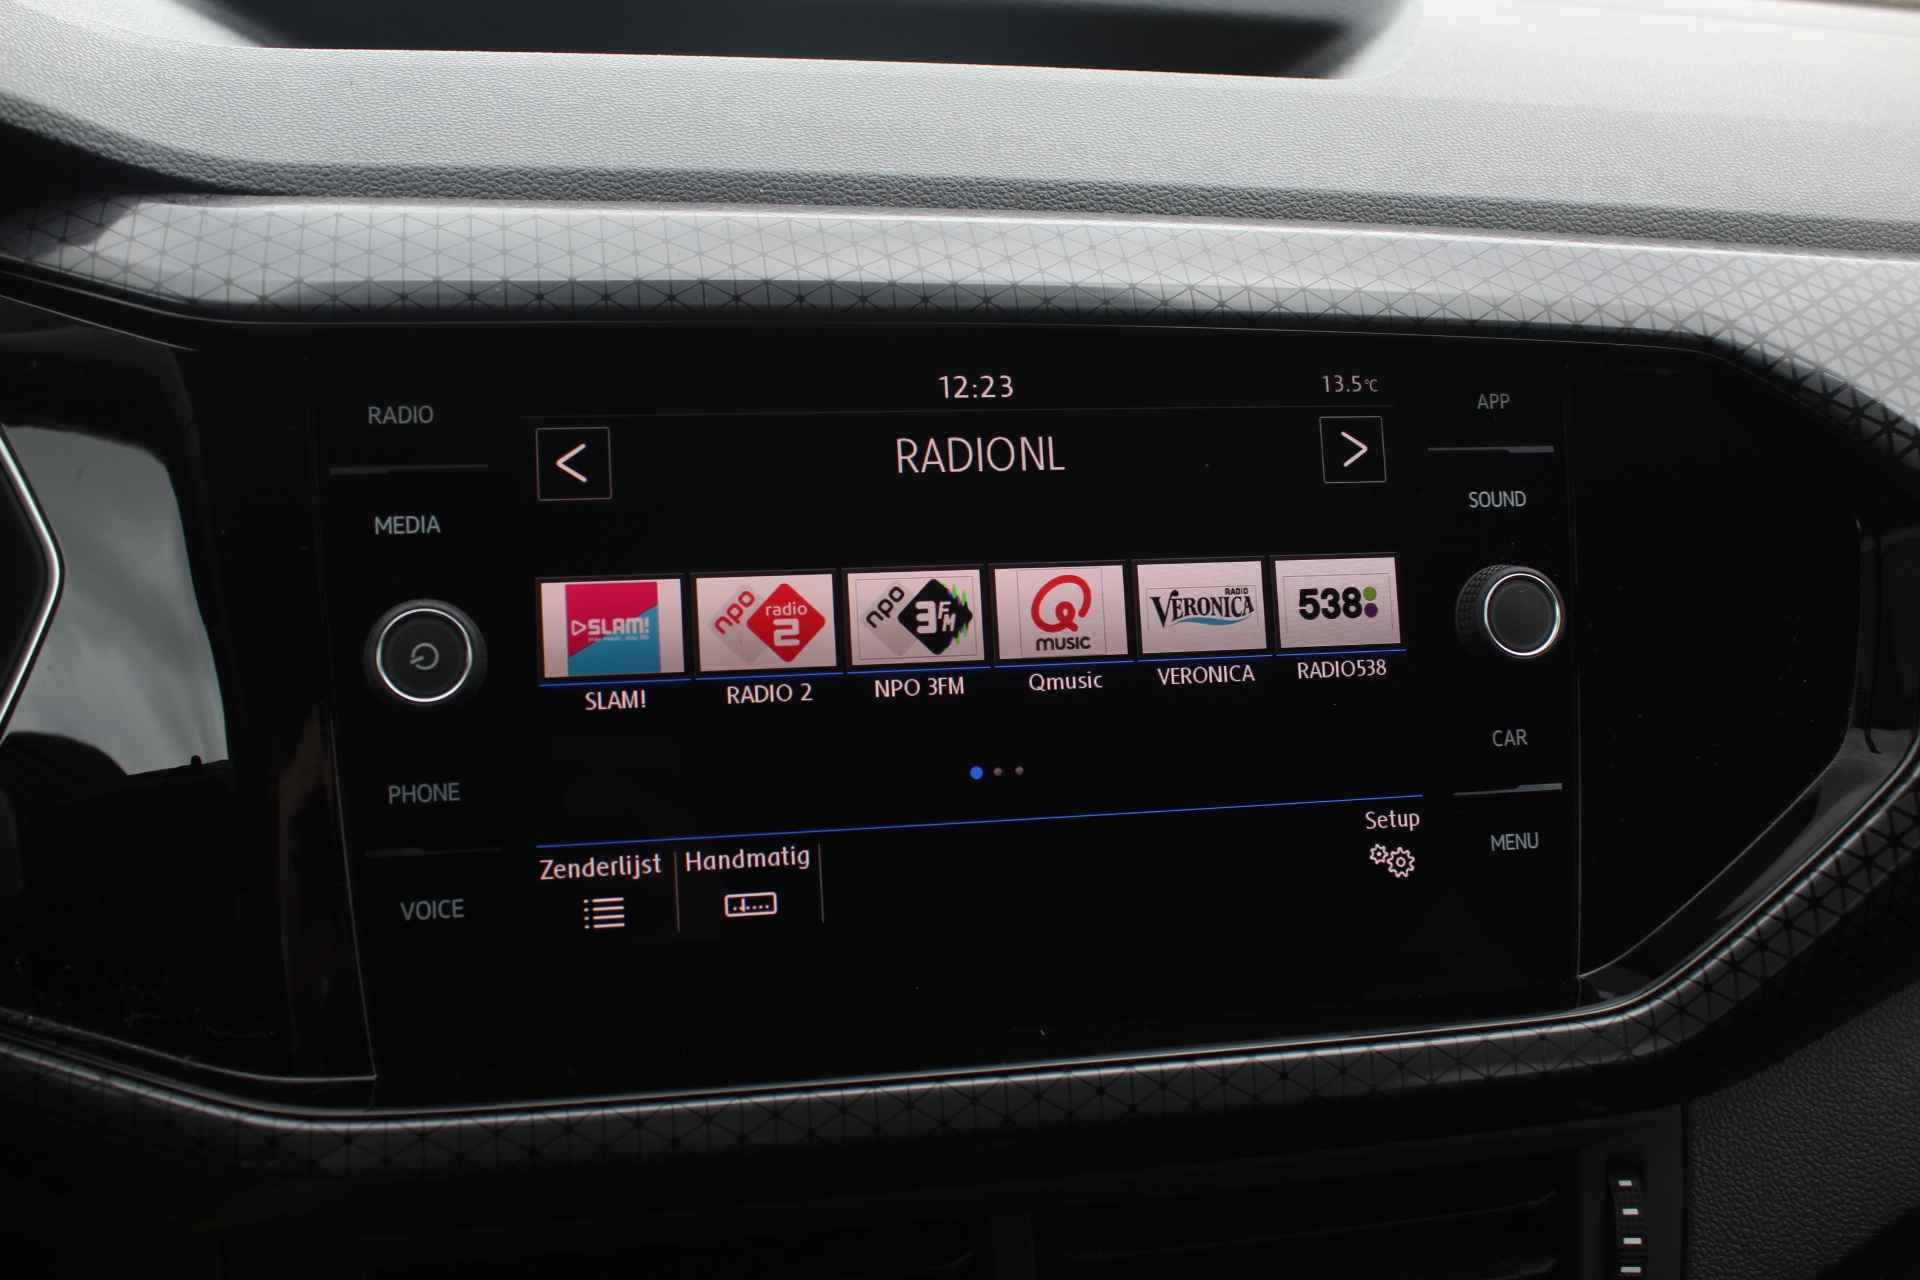 12:23
13.5°C
RADIO
APP
RADIONL
MEDIA
SOUND
SLAM!
npo radio 2
npo 3FM
Q music
RADIO VERONICA
538
SLAM!
RADIO 2
NPO 3FM
Qmusic
VERONICA
RADIO538
PHONE
CAR
Zenderlijst
Handmatig
Setup
VOICE
MENU